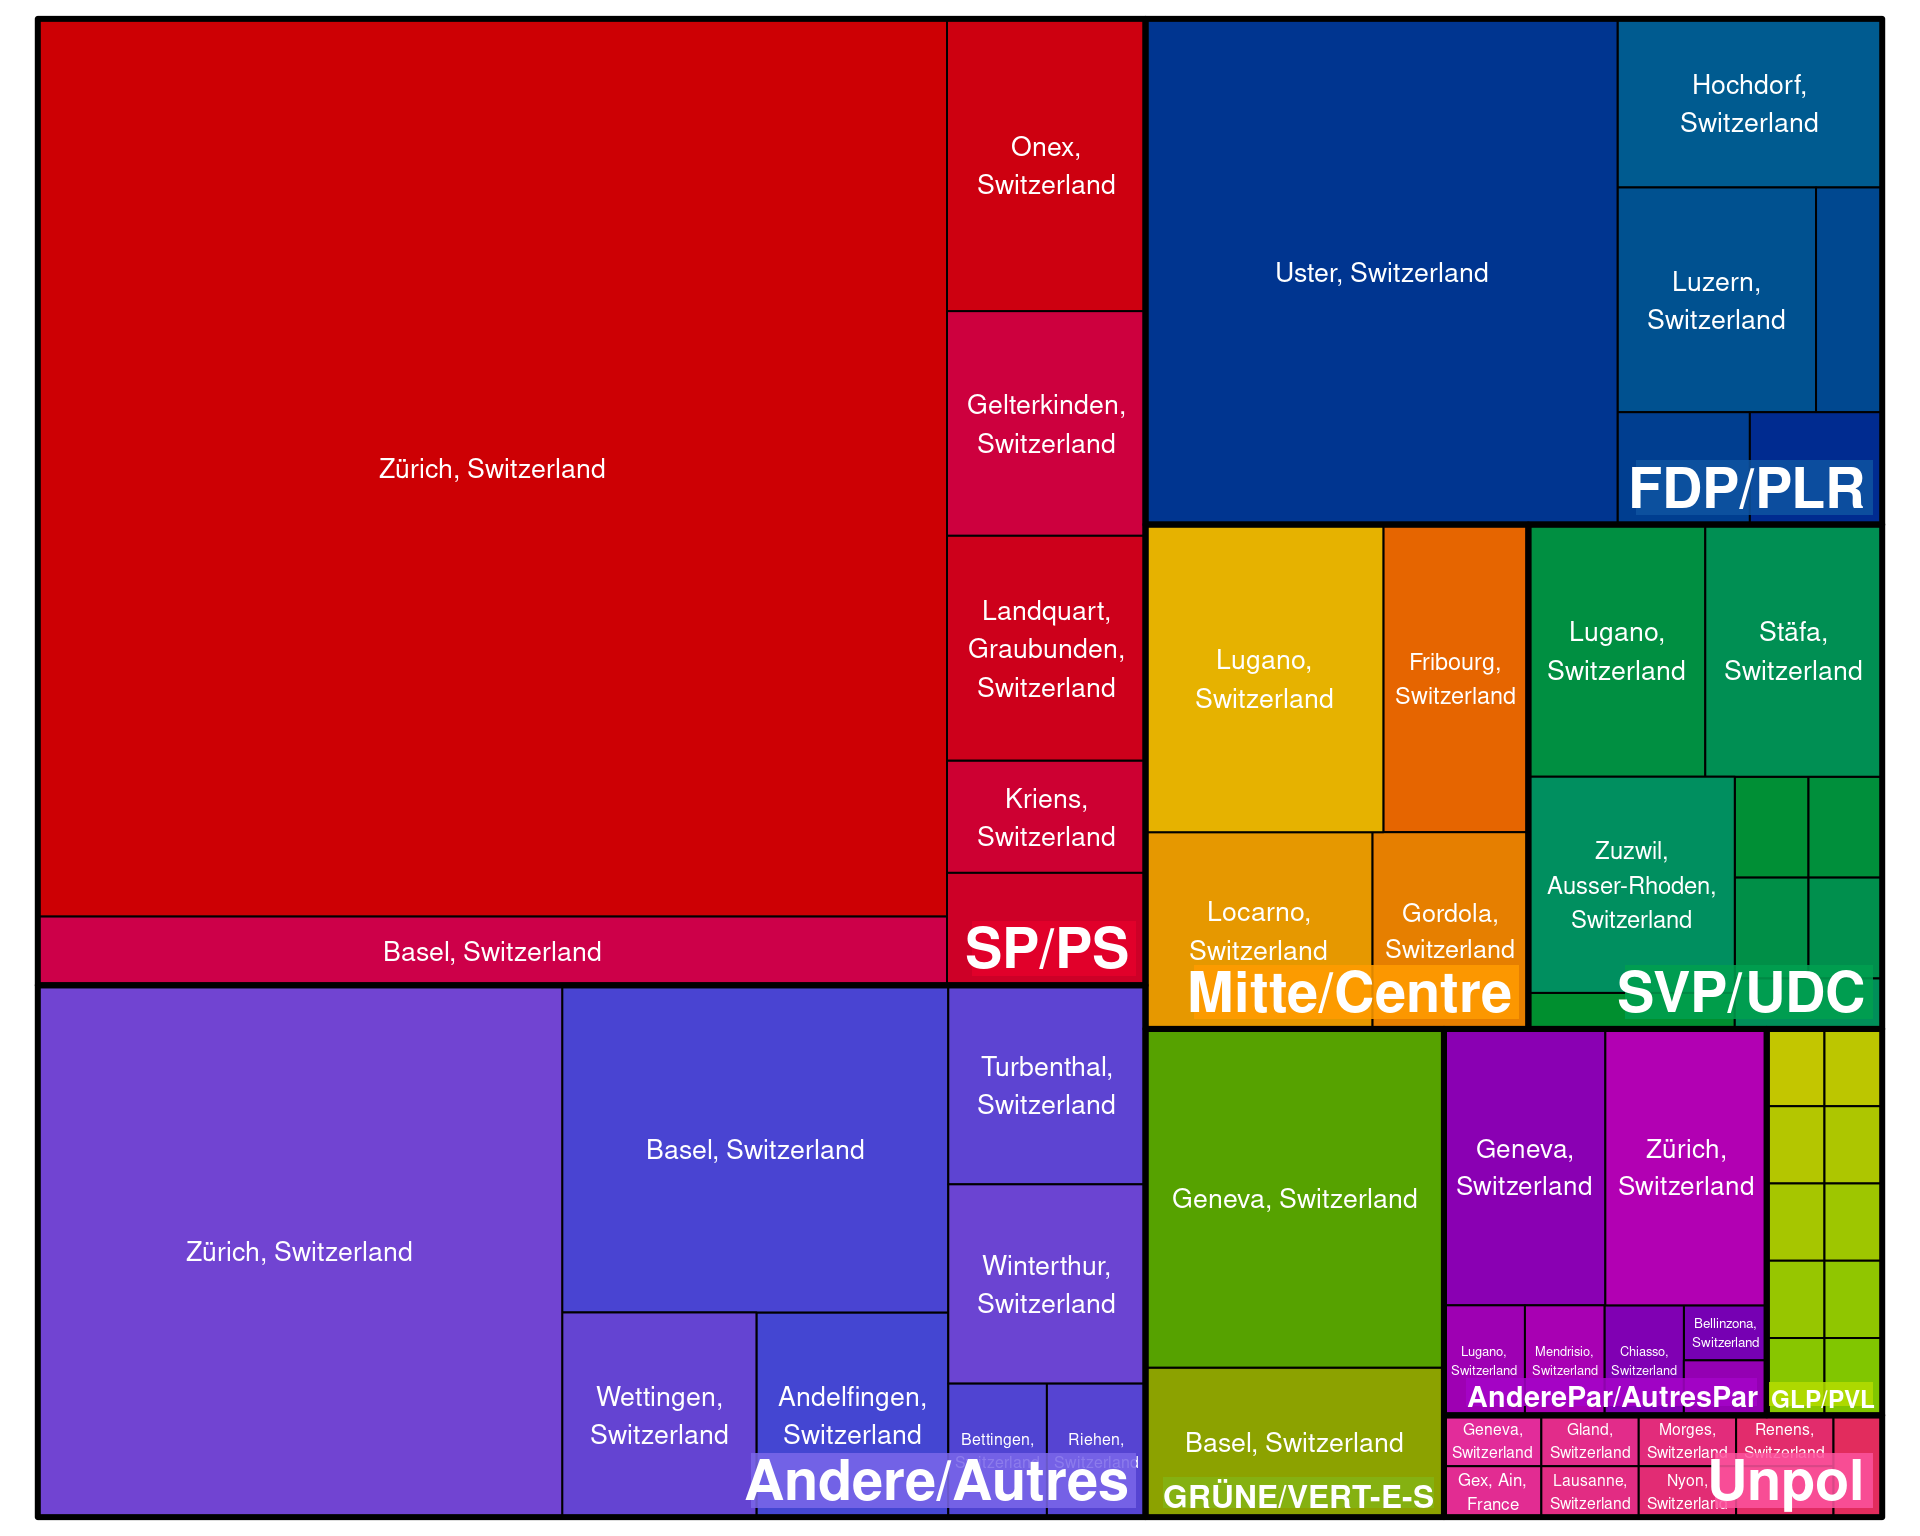 Zürich, Switzerland
Basel, Switzerland
Onex,
Switzerland
Gelterkinden,
Switzerland
Landquart,
Graubunden,
Switzerland
Kriens,
Switzerland
SP/PS
Uster, Switzerland
Hochdorf,
Switzerland
Luzern,
Switzerland
FDP/PLR
Lugano,
Switzerland
Fribourg,
Switzerland
Locarno,
Switzerland
Gordola,
Switzerland
Mitte/Centre
Lugano,
Switzerland
Stäfa,
Switzerland
Zuzwil,
Ausser-Rhoden,
Switzerland
SVP/UDC
Zürich, Switzerland
Basel, Switzerland
Wettingen,
Switzerland
Andelfingen,
Switzerland
Turbenthal,
Switzerland
Winterthur,
Switzerland
Bettingen,
Switzerland
Riehen,
Switzerland
Andere/Autres
Geneva, Switzerland
Basel, Switzerland
GRÜNE/VERT-E-S
Geneva,
Switzerland
Zürich,
Switzerland
Lugano,
Switzerland
Mendrisio,
Switzerland
Chiasso,
Switzerland
Bellinzona,
Switzerland
AnderePar/AutresPar
GLP/PVL
Geneva,
Switzerland
Gland,
Switzerland
Morges,
Switzerland
Renens,
Switzerland
Gex, Ain,
France
Lausanne,
Switzerland
Nyon,
Switzerland
Unpol